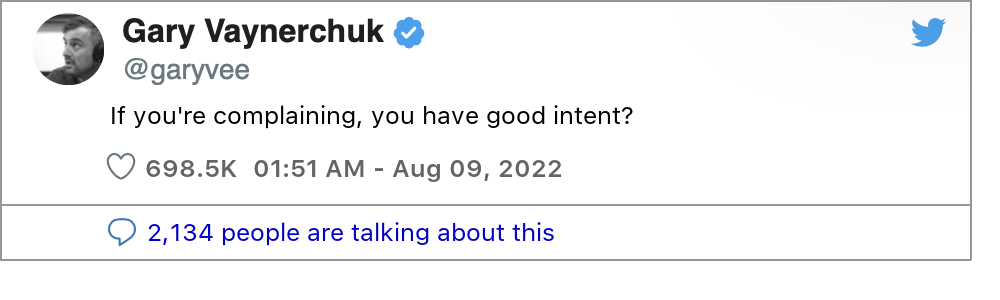 Gary Vaynerchuk
@garyvee
If you're complaining, you have good intent?
698.5K 01:51 AM - Aug 09, 2022
2,134 people are talking about this